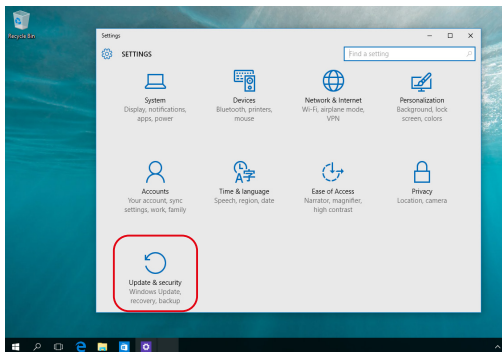 Recycle Bin
Settings
SETTINGS
Find a setting
System
Display, notifications,
apps, power
Devices
Bluetooth, printers,
mouse
Network & Internet
Wi-Fi, airplane mode,
VPN
Personalization
Background, lock
screen, colors
Accounts
Your account, sync
settings, work, family
Time & language
Speech, region, date
Ease of Access
Narrator, magnifier,
high contrast
Privacy
Location, camera
Update & security
Windows Update,
recovery, backup